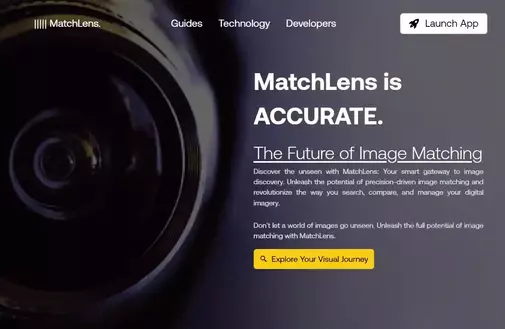 MatchLens.
Guides Technology Developers
Launch App
MatchLens is
ACCURATE.
The Future of Image Matching
Discover the unseen with MatchLens: Your smart gateway to image
discovery. Unleash the potential of precision-driven image matching and
revolutionize the way you search, compare, and manage your digital
imagery.
Don't let a world of images go unseen. Unleash the full potential of image
matching with MatchLens.
Explore Your Visual Journey